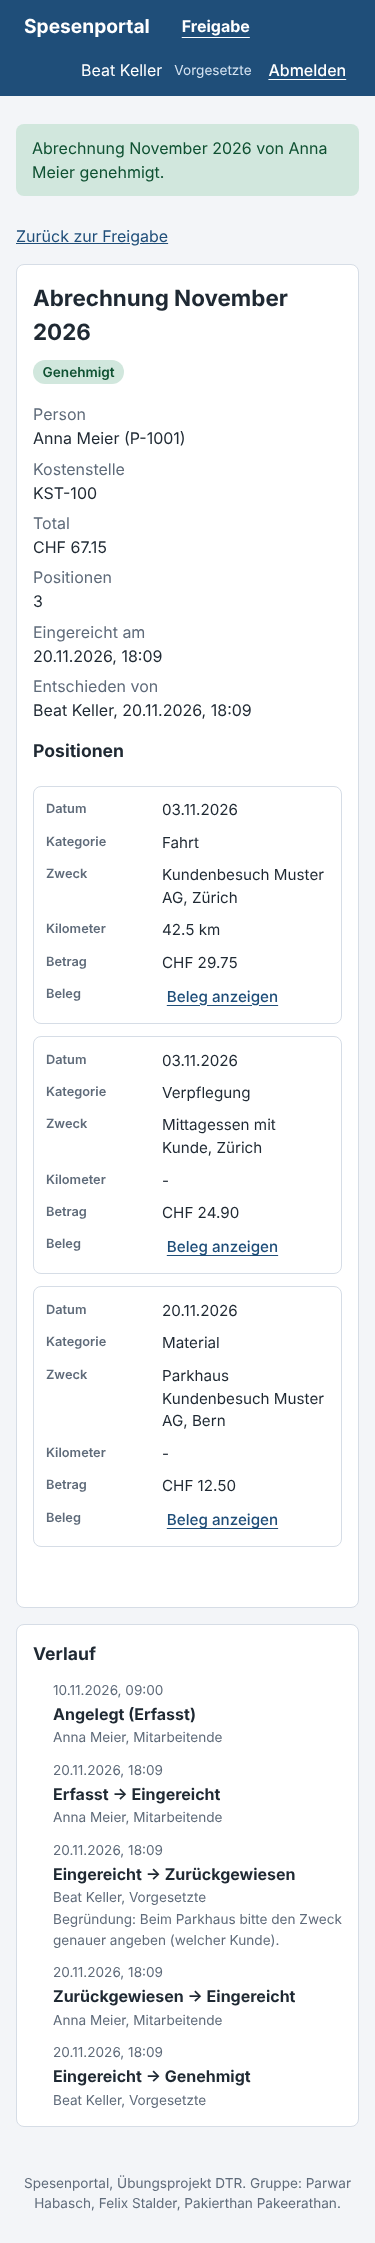 Spesenportal Freigabe
Beat Keller Vorgesetzte Abmelden
Abrechnung November 2026 von Anna
Meier genehmigt.
Zurück zur Freigabe
Abrechnung November
2026
Genehmigt
Person
Anna Meier (P-1001)
Kostenstelle
KST-100
Total
CHF 67.15
Positionen
3
Eingereicht am
20.11.2026, 18:09
Entschieden von
Beat Keller, 20.11.2026, 18:09
Positionen
Datum 03.11.2026
Kategorie Fahrt
Zweck Kundenbesuch Muster
AG, Zürich
Kilometer 42.5 km
Betrag CHF 29.75
Beleg Beleg anzeigen
Datum 03.11.2026
Kategorie Verpflegung
Zweck Mittagessen mit
Kunde, Zürich
Kilometer -
Betrag CHF 24.90
Beleg Beleg anzeigen
Datum 20.11.2026
Kategorie Material
Zweck Parkhaus
Kundenbesuch Muster
AG, Bern
Kilometer -
Betrag CHF 12.50
Beleg Beleg anzeigen
Verlauf
10.11.2026, 09:00
Angelegt (Erfasst)
Anna Meier, Mitarbeitende
20.11.2026, 18:09
Erfasst → Eingereicht
Anna Meier, Mitarbeitende
20.11.2026, 18:09
Eingereicht → Zurückgewiesen
Beat Keller, Vorgesetzte
Begründung: Beim Parkhaus bitte den Zweck
genauer angeben (welcher Kunde).
20.11.2026, 18:09
Zurückgewiesen → Eingereicht
Anna Meier, Mitarbeitende
20.11.2026, 18:09
Eingereicht → Genehmigt
Beat Keller, Vorgesetzte
Spesenportal, Übungsprojekt DTR. Gruppe: Parwar
Habasch, Felix Stalder, Pakierthan Pakeerathan.